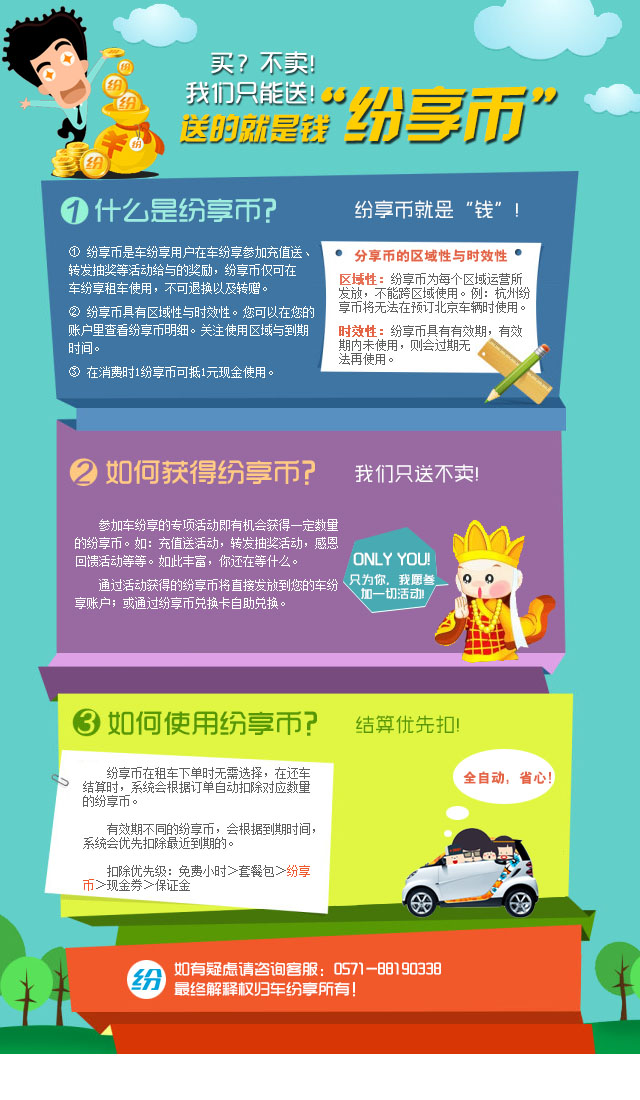 买？不卖！
我们只能送！
送的就是钱“纷享币”
纷
纷
纷
纷
纷
1 什么是纷享币？
纷享币就是“钱”！
① 纷享币是车纷享用户在车纷享参加充值送、
转发抽奖等活动给与的奖励，纷享币仅可在
车纷享租车使用，不可退换以及转赠。
② 纷享币具有区域性与时效性。您可以在您的
账户里查看纷享币明细。关注使用区域与到期
时间。
③ 在消费时1纷享币可抵1元现金使用。
分享币的区域性与时效性
区域性：纷享币为每个区域运营所
发放，不能跨区域使用。例：杭州纷
享币将无法在预订北京车辆时使用。
时效性：纷享币具有有效期，有效
期内未使用，则会过期无
法再使用。
2 如何获得纷享币？
我们只送不卖！
参加车纷享的专项活动即有机会获得一定数量
的纷享币。如：充值送活动，转发抽奖活动，感恩
回馈活动等等。如此丰富，你还在等什么。
通过活动获得的纷享币将直接发放到您的车纷
享账户；或通过纷享币兑换卡自助兑换。
ONLY YOU!
只为你，我愿参
加一切活动！
3 如何使用纷享币？
结算优先扣！
纷享币在租车下单时无需选择，在还车
结算时，系统会根据订单自动扣除对应数量
的纷享币。
有效期不同的纷享币，会根据到期时间，
系统会优先扣除最近到期的。
扣除优先级：免费小时＞套餐包＞纷享
币＞现金券＞保证金
全自动，省心！
纷
如有疑虑请咨询客服：0571-88190338
最终解释权归车纷享所有！